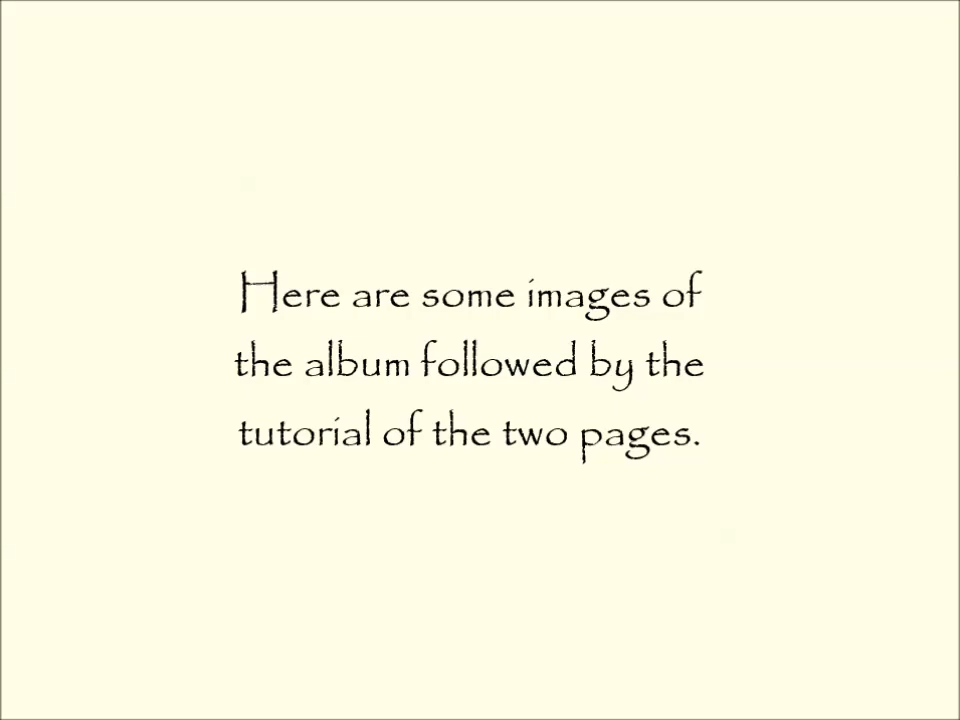 Here are some images of
the album followed by the
tutorial of the two pages.